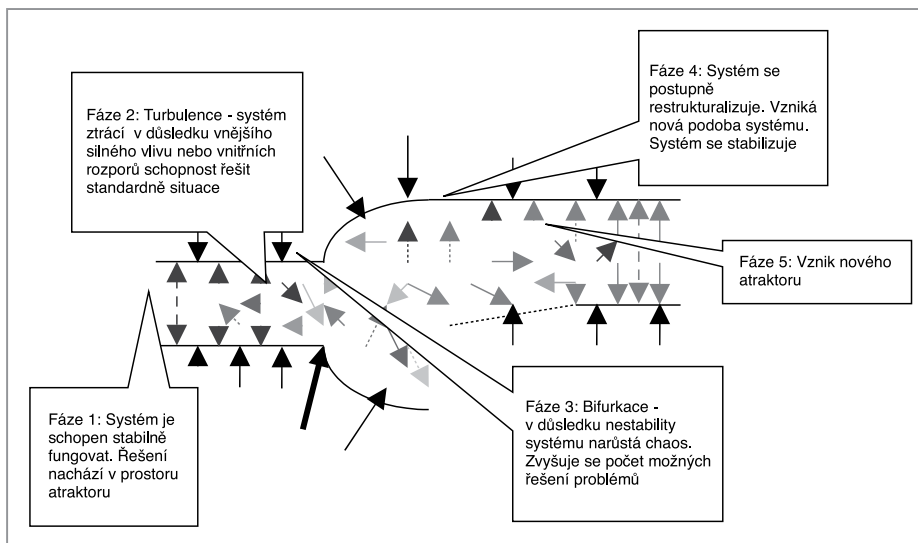 Fáze 1: Systém je
schopen stabilně
fungovat. Řešení
nachází v prostoru
atraktoru
Fáze 2: Turbulence - systém
ztrácí v důsledku vnějšího
silného vlivu nebo vnitřních
rozporů schopnost řešit
standardně situace
Fáze 3: Bifurkace -
v důsledku nestability
systému narůstá chaos.
Zvyšuje se počet možných
řešení problémů
Fáze 4: Systém se
postupně
restrukturalizuje. Vzniká
nová podoba systému.
Systém se stabilizuje
Fáze 5: Vznik nového
atraktoru